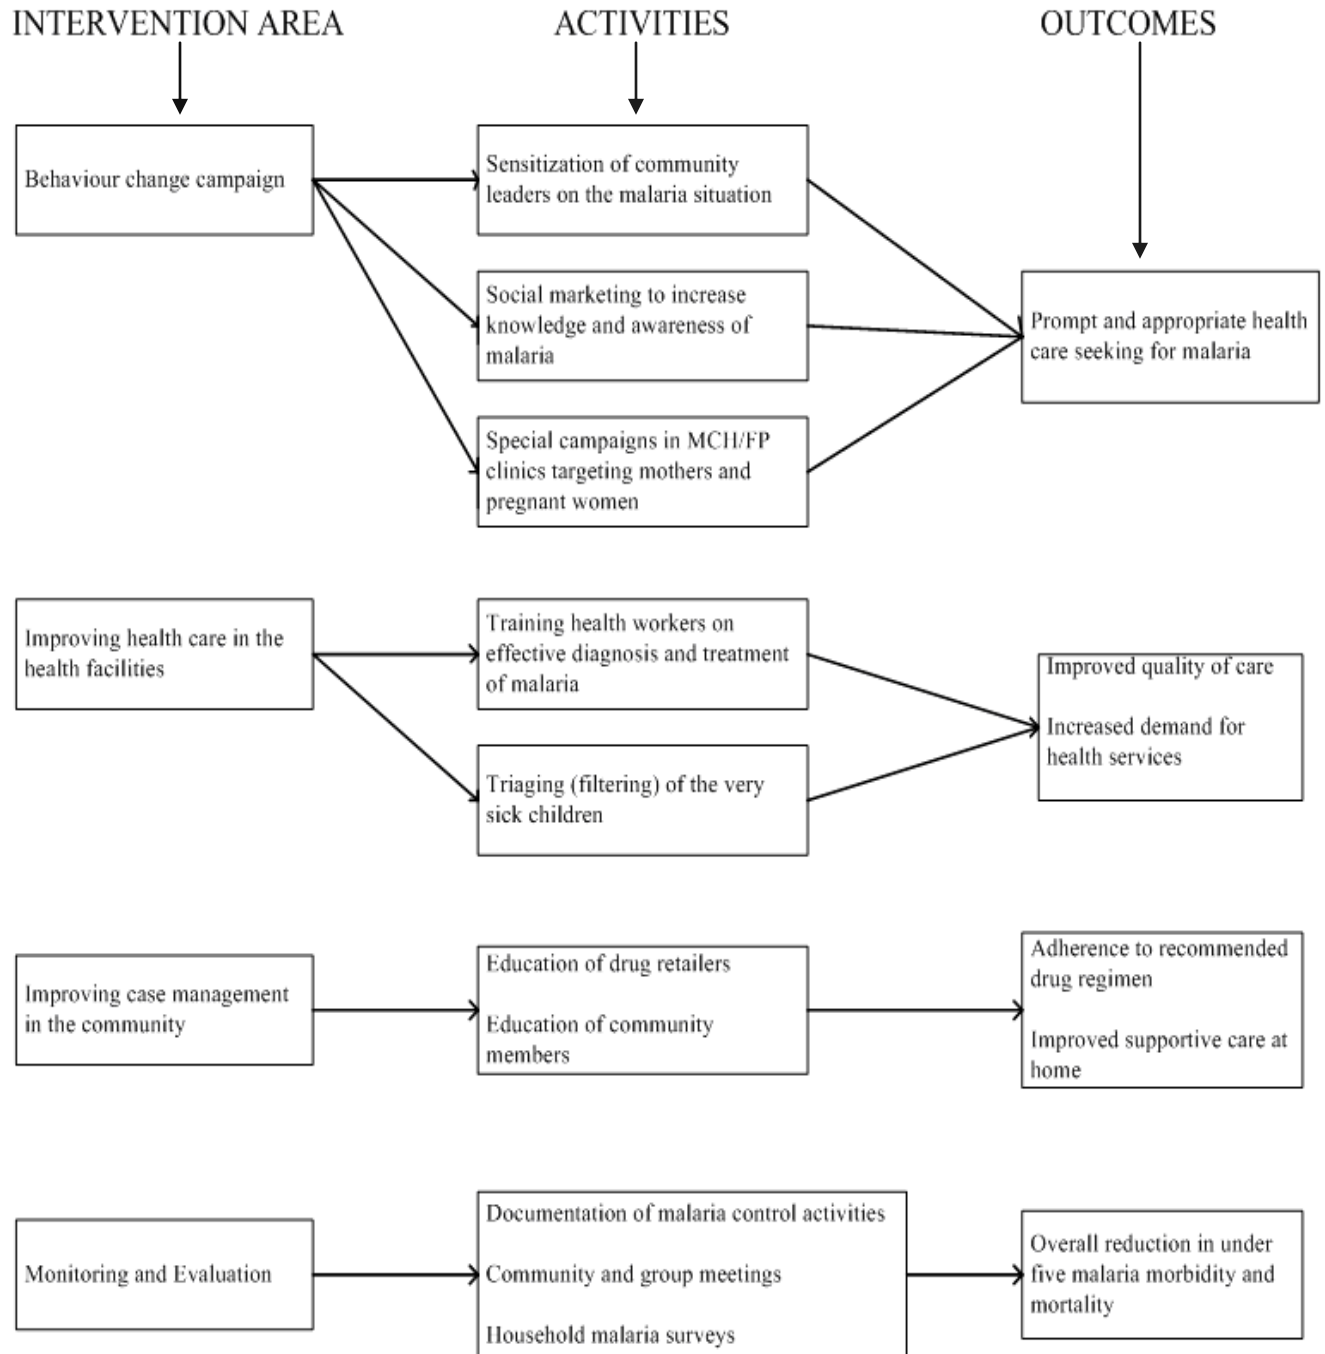 INTERVENTION AREA
ACTIVITIES
OUTCOMES
Behaviour change campaign
Sensitization of community
leaders on the malaria situation
Social marketing to increase
knowledge and awareness of
malaria
Special campaigns in MCH/FP
clinics targeting mothers and
pregnant women
Prompt and appropriate health
care seeking for malaria
Improving health care in the
health facilities
Training health workers on
effective diagnosis and treatment
of malaria
Triaging (filtering) of the very
sick children
Improved quality of care
Increased demand for
health services
Improving case management
in the community
Education of drug retailers
Education of community
members
Adherence to recommended
drug regimen
Improved supportive care at
home
Monitoring and Evaluation
Documentation of malaria control activities
Community and group meetings
Household malaria surveys
Overall reduction in under
five malaria morbidity and
mortality